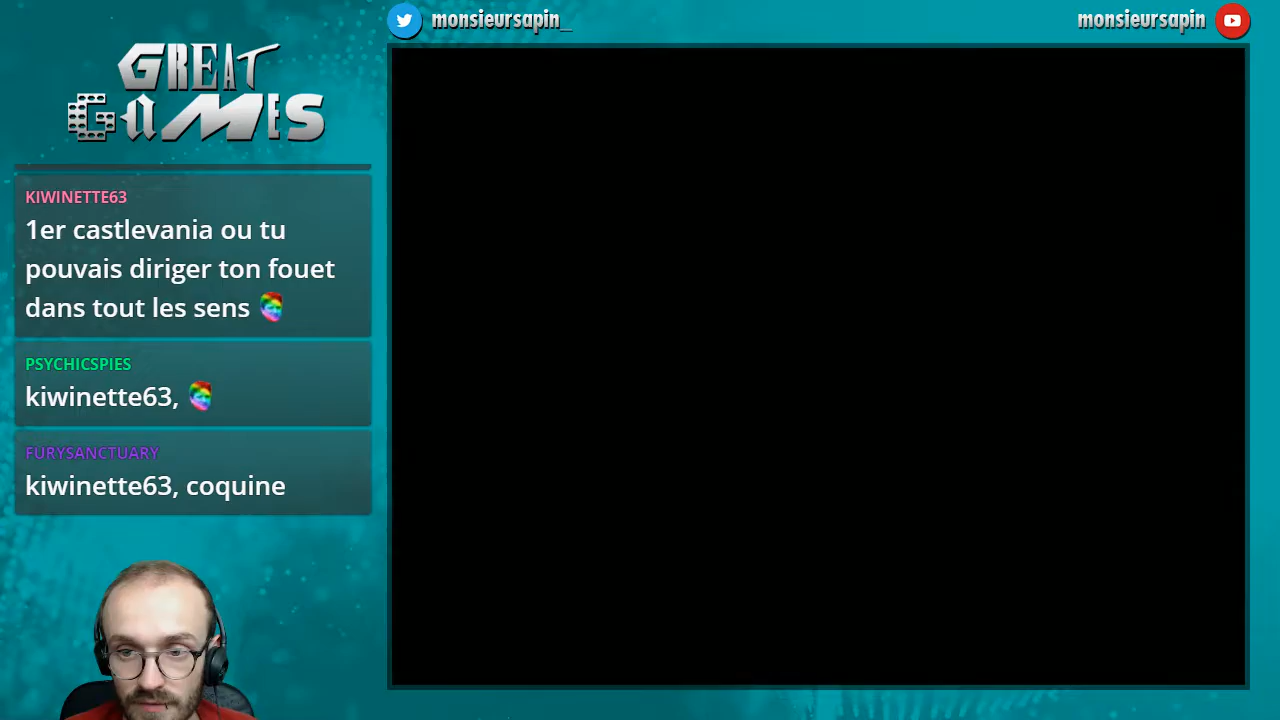 monsieursapin_
monsieursapin
GREAT
GAMES
KIWINETTE63
1er castlevania ou tu
pouvais diriger ton fouet
dans tout les sens
PSYCHICSPIES
kiwinette63,
FURYSANCTUARY
kiwinette63, coquine